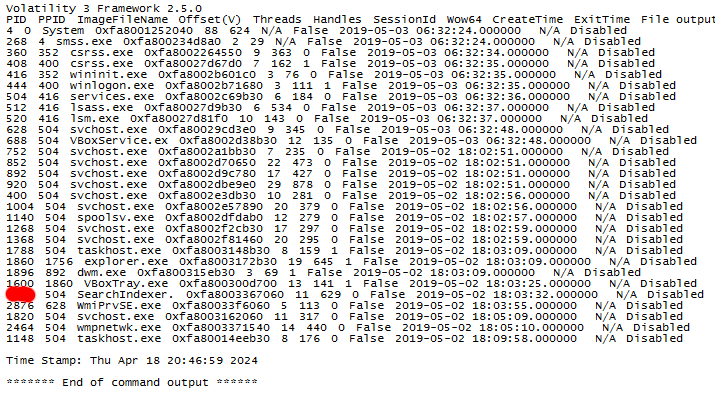 Volatility 3 Framework 2.5.0
PID PPID ImageFileName Offset(V) Threads Handles SessionId Wow64 CreateTime ExitTime File output
4 0 System 0xfa8001252040 88 624 N/A False 2019-05-03 06:32:24.000000 N/A Disabled
268 4 smss.exe 0xfa800234d8a0 2 29 N/A False 2019-05-03 06:32:24.000000 N/A Disabled
360 352 csrss.exe 0xfa8002264550 9 363 0 False 2019-05-03 06:32:34.000000 N/A Disabled
408 400 csrss.exe 0xfa80027d67d0 7 162 1 False 2019-05-03 06:32:35.000000 N/A Disabled
416 352 wininit.exe 0xfa8002b601c0 3 76 0 False 2019-05-03 06:32:35.000000 N/A Disabled
444 400 winlogon.exe 0xfa8002b71680 3 111 1 False 2019-05-03 06:32:35.000000 N/A Disabled
504 416 services.exe 0xfa8002c69b30 6 184 0 False 2019-05-03 06:32:36.000000 N/A Disabled
512 416 lsass.exe 0xfa80027d9b30 6 534 0 False 2019-05-03 06:32:37.000000 N/A Disabled
520 416 lsm.exe 0xfa80027d81f0 10 143 0 False 2019-05-03 06:32:37.000000 N/A Disabled
628 504 svchost.exe 0xfa80029cd3e0 9 345 0 False 2019-05-03 06:32:48.000000 N/A Disabled
688 504 VBoxService.ex 0xfa8002d38b30 12 135 0 False 2019-05-03 06:32:48.000000 N/A Disabled
752 504 svchost.exe 0xfa8002a1bb30 7 235 0 False 2019-05-02 18:02:51.000000 N/A Disabled
852 504 svchost.exe 0xfa8002d70650 22 473 0 False 2019-05-02 18:02:51.000000 N/A Disabled
892 504 svchost.exe 0xfa8002d9c780 17 427 0 False 2019-05-02 18:02:51.000000 N/A Disabled
920 504 svchost.exe 0xfa8002dbe9e0 29 878 0 False 2019-05-02 18:02:51.000000 N/A Disabled
400 504 svchost.exe 0xfa8002e3db30 10 281 0 False 2019-05-02 18:02:56.000000 N/A Disabled
1004 504 svchost.exe 0xfa8002e57890 20 379 0 False 2019-05-02 18:02:56.000000 N/A Disabled
1140 504 spoolsv.exe 0xfa8002dfdab0 12 279 0 False 2019-05-02 18:02:57.000000 N/A Disabled
1268 504 svchost.exe 0xfa8002f2cb30 17 297 0 False 2019-05-02 18:02:59.000000 N/A Disabled
1368 504 svchost.exe 0xfa8002f81460 20 295 0 False 2019-05-02 18:02:59.000000 N/A Disabled
1788 504 taskhost.exe 0xfa8003148b30 8 159 1 False 2019-05-02 18:03:09.000000 N/A Disabled
1860 1756 explorer.exe 0xfa8003172b30 19 645 1 False 2019-05-02 18:03:09.000000 N/A Disabled
1896 892 dwm.exe 0xfa800315eb30 3 69 1 False 2019-05-02 18:03:09.000000 N/A Disabled
1600 1860 VBoxTray.exe 0xfa800300d700 13 141 1 False 2019-05-02 18:03:25.000000 N/A Disabled
504 SearchIndexer. 0xfa8003367060 11 629 0 False 2019-05-02 18:03:32.000000 N/A Disabled
2876 628 WmiPrvSE.exe 0xfa80033f6060 5 113 0 False 2019-05-02 18:03:55.000000 N/A Disabled
1820 504 svchost.exe 0xfa8003162060 11 317 0 False 2019-05-02 18:05:09.000000 N/A Disabled
2464 504 wmpnetwk.exe 0xfa8003371540 14 440 0 False 2019-05-02 18:05:10.000000 N/A Disabled
1148 504 taskhost.exe 0xfa80014eeb30 8 176 0 False 2019-05-02 18:09:58.000000 N/A Disabled
Time Stamp: Thu Apr 18 20:46:59 2024
******* End of command output ******